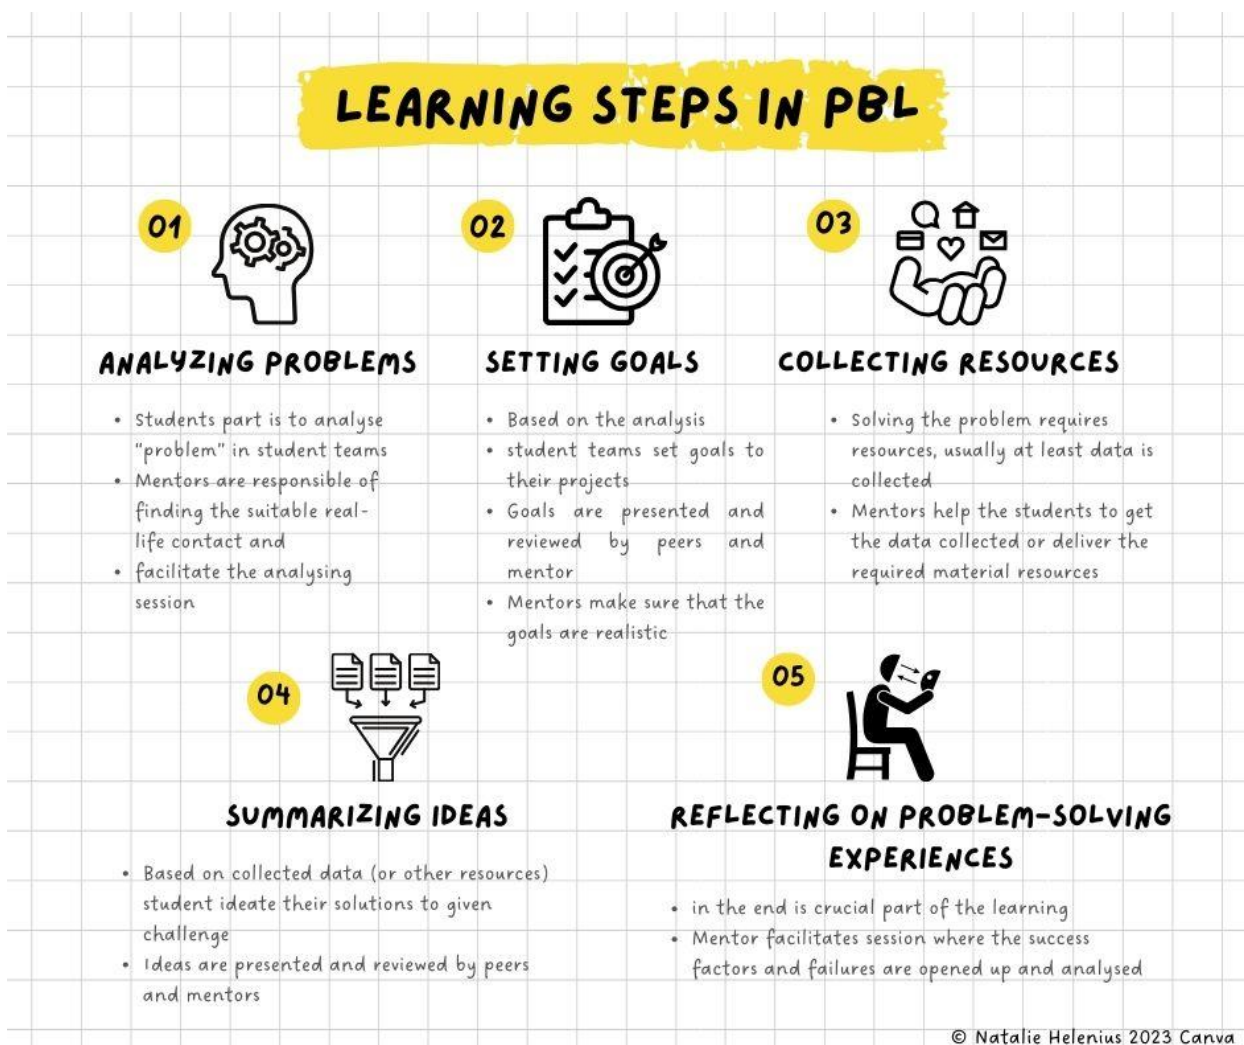 LEARNING STEPS IN PBL
01
ANALYZING PROBLEMS
• Students part is to analyse
"problem" in student teams
• Mentors are responsible of
finding the suitable real-
life contact and
• facilitate the analysing
session
02
SETTING GOALS
• Based on the analysis
• student teams set goals to
their projects
• Goals are presented and
reviewed by peers and
mentor
• Mentors make sure that the
goals are realistic
03
COLLECTING RESOURCES
• Solving the problem requires
resources, usually at least data is
collected
• Mentors help the students to get
the data collected or deliver the
required material resources
04
SUMMARIZING IDEAS
• Based on collected data (or other resources)
student ideate their solutions to given
challenge
• Ideas are presented and reviewed by peers
and mentors
05
REFLECTING ON PROBLEM-SOLVING
EXPERIENCES
• in the end is crucial part of the learning
• Mentor facilitates session where the success
factors and failures are opened up and analysed
© Natalie Helenius 2023 Canva